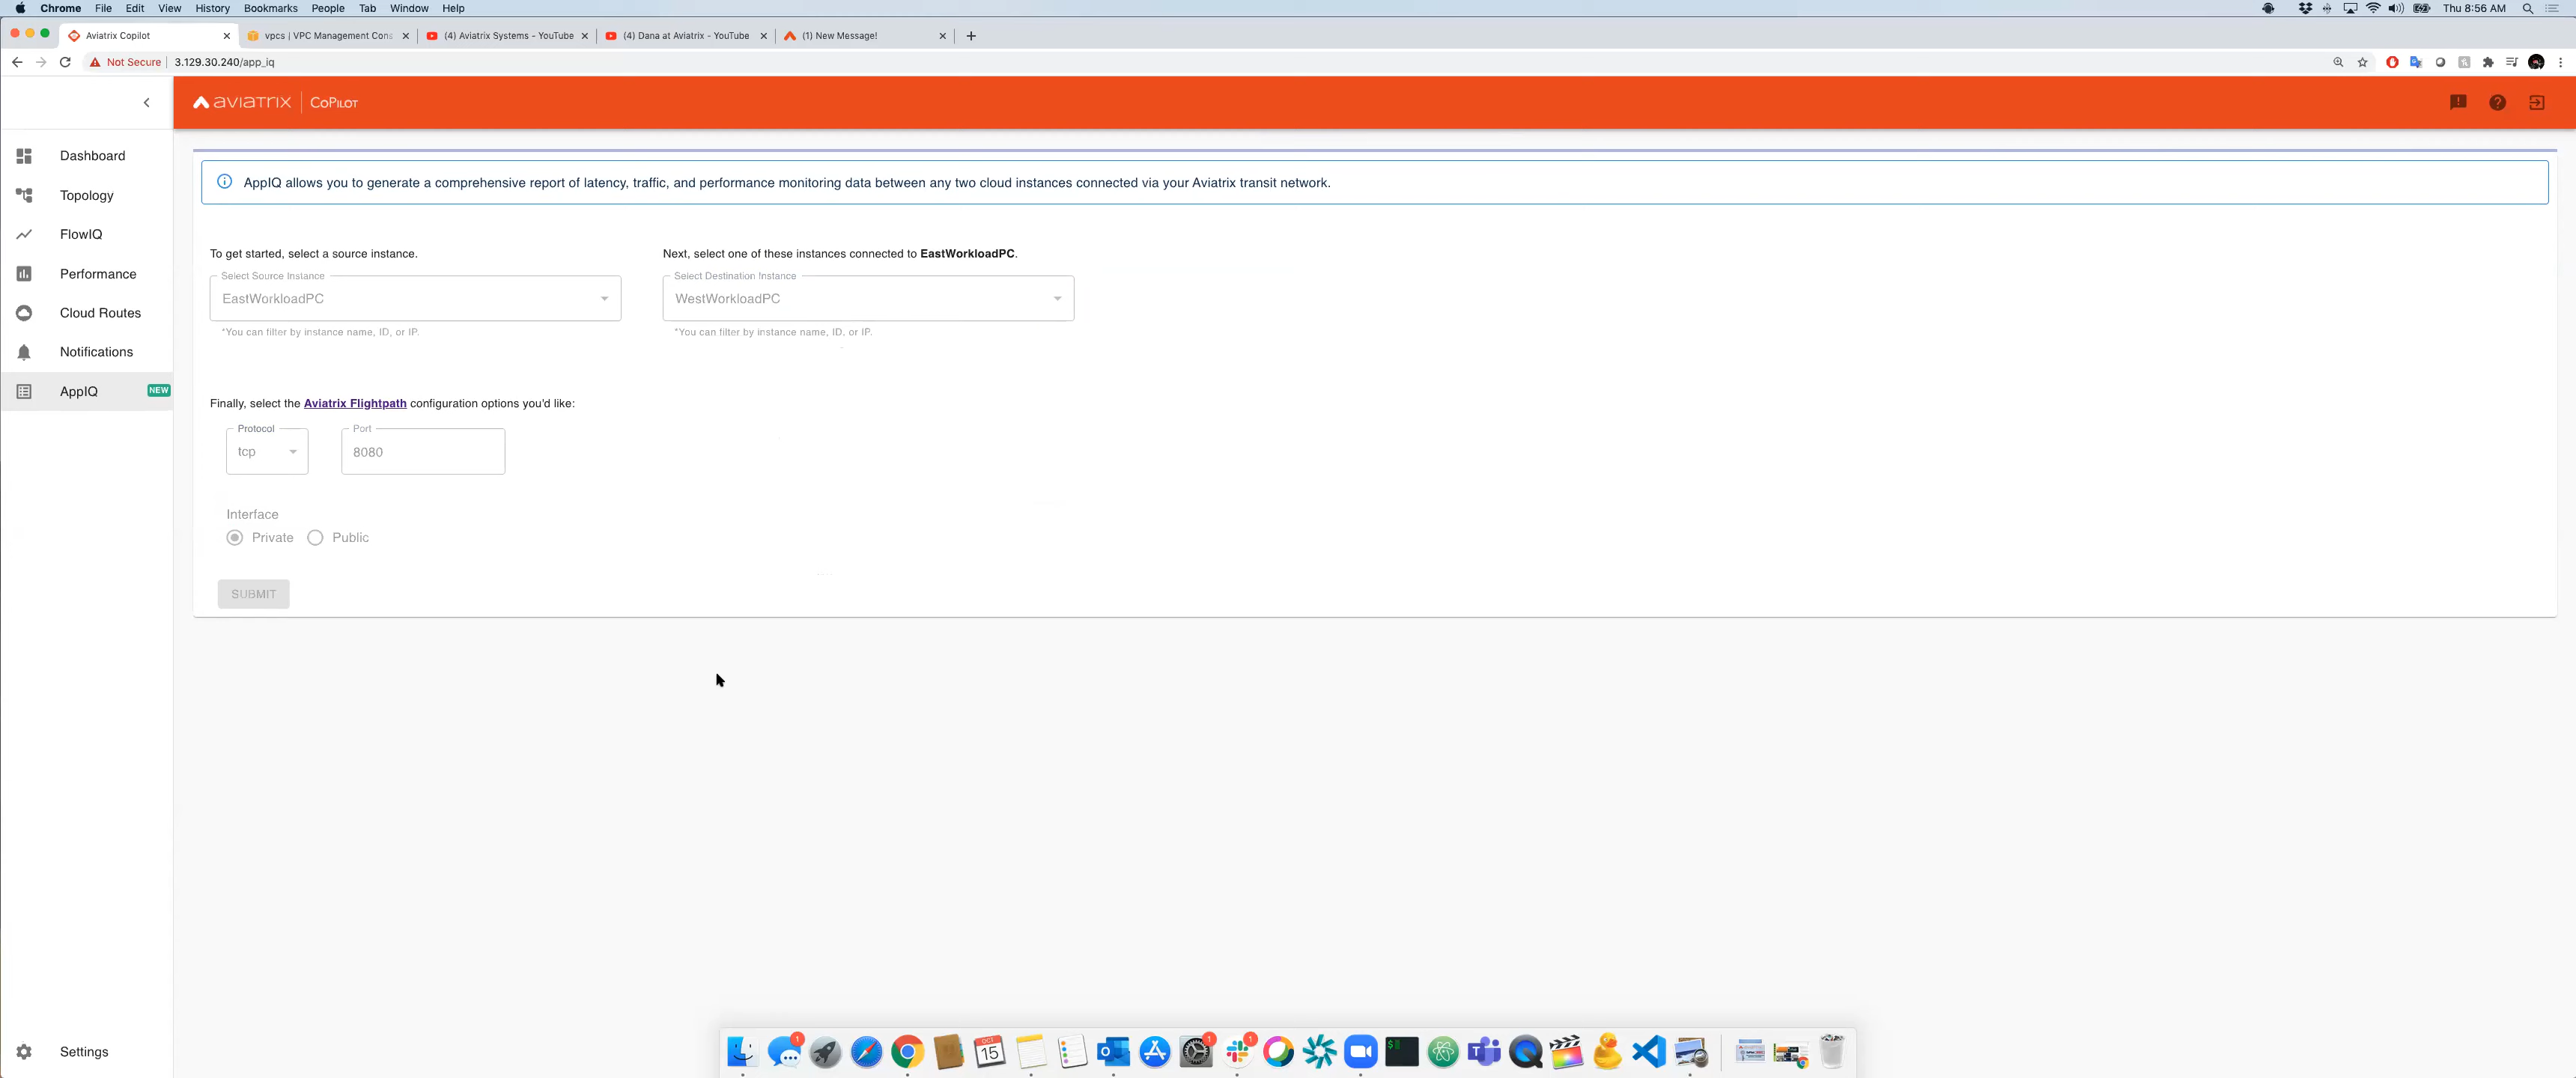 Chrome File Edit View History Bookmarks People Tab Window Help Thu 8:56 AM
Aviatrix Copilot vpcs | VPC Management Cons (4) Aviatrix Systems - YouTube (4) Dana at Aviatrix - YouTube (1) New Message!
Not Secure 3.129.30.240/app_iq
aviatrix CoPilot
Dashboard
Topology
FlowIQ
Performance
Cloud Routes
Notifications
AppIQ NEW
Settings
AppIQ allows you to generate a comprehensive report of latency, traffic, and performance monitoring data between any two cloud instances connected via your Aviatrix transit network.
To get started, select a source instance.
Select Source Instance
EastWorkloadPC
*You can filter by instance name, ID, or IP.
Next, select one of these instances connected to EastWorkloadPC.
Select Destination Instance
WestWorkloadPC
*You can filter by instance name, ID, or IP.
Finally, select the Aviatrix Flightpath configuration options you'd like:
Protocol
tcp
Port
8080
Interface
Private Public
SUBMIT
1 OCT 15 1 1